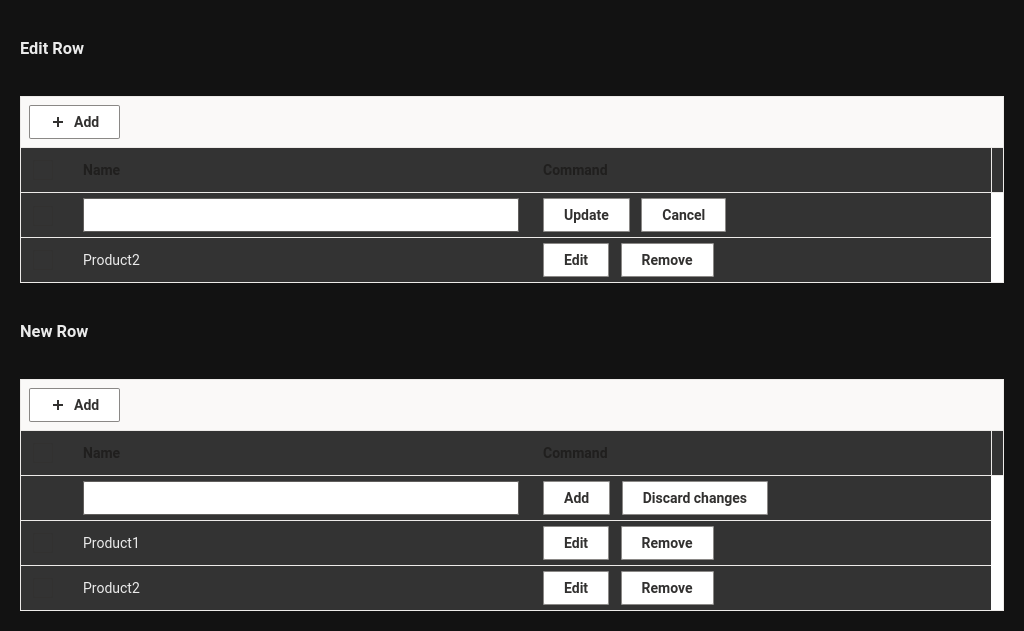 Edit Row
+ Add
Name Command
Update Cancel
Product2 Edit Remove
New Row
+ Add
Name Command
Add Discard changes
Product1 Edit Remove
Product2 Edit Remove